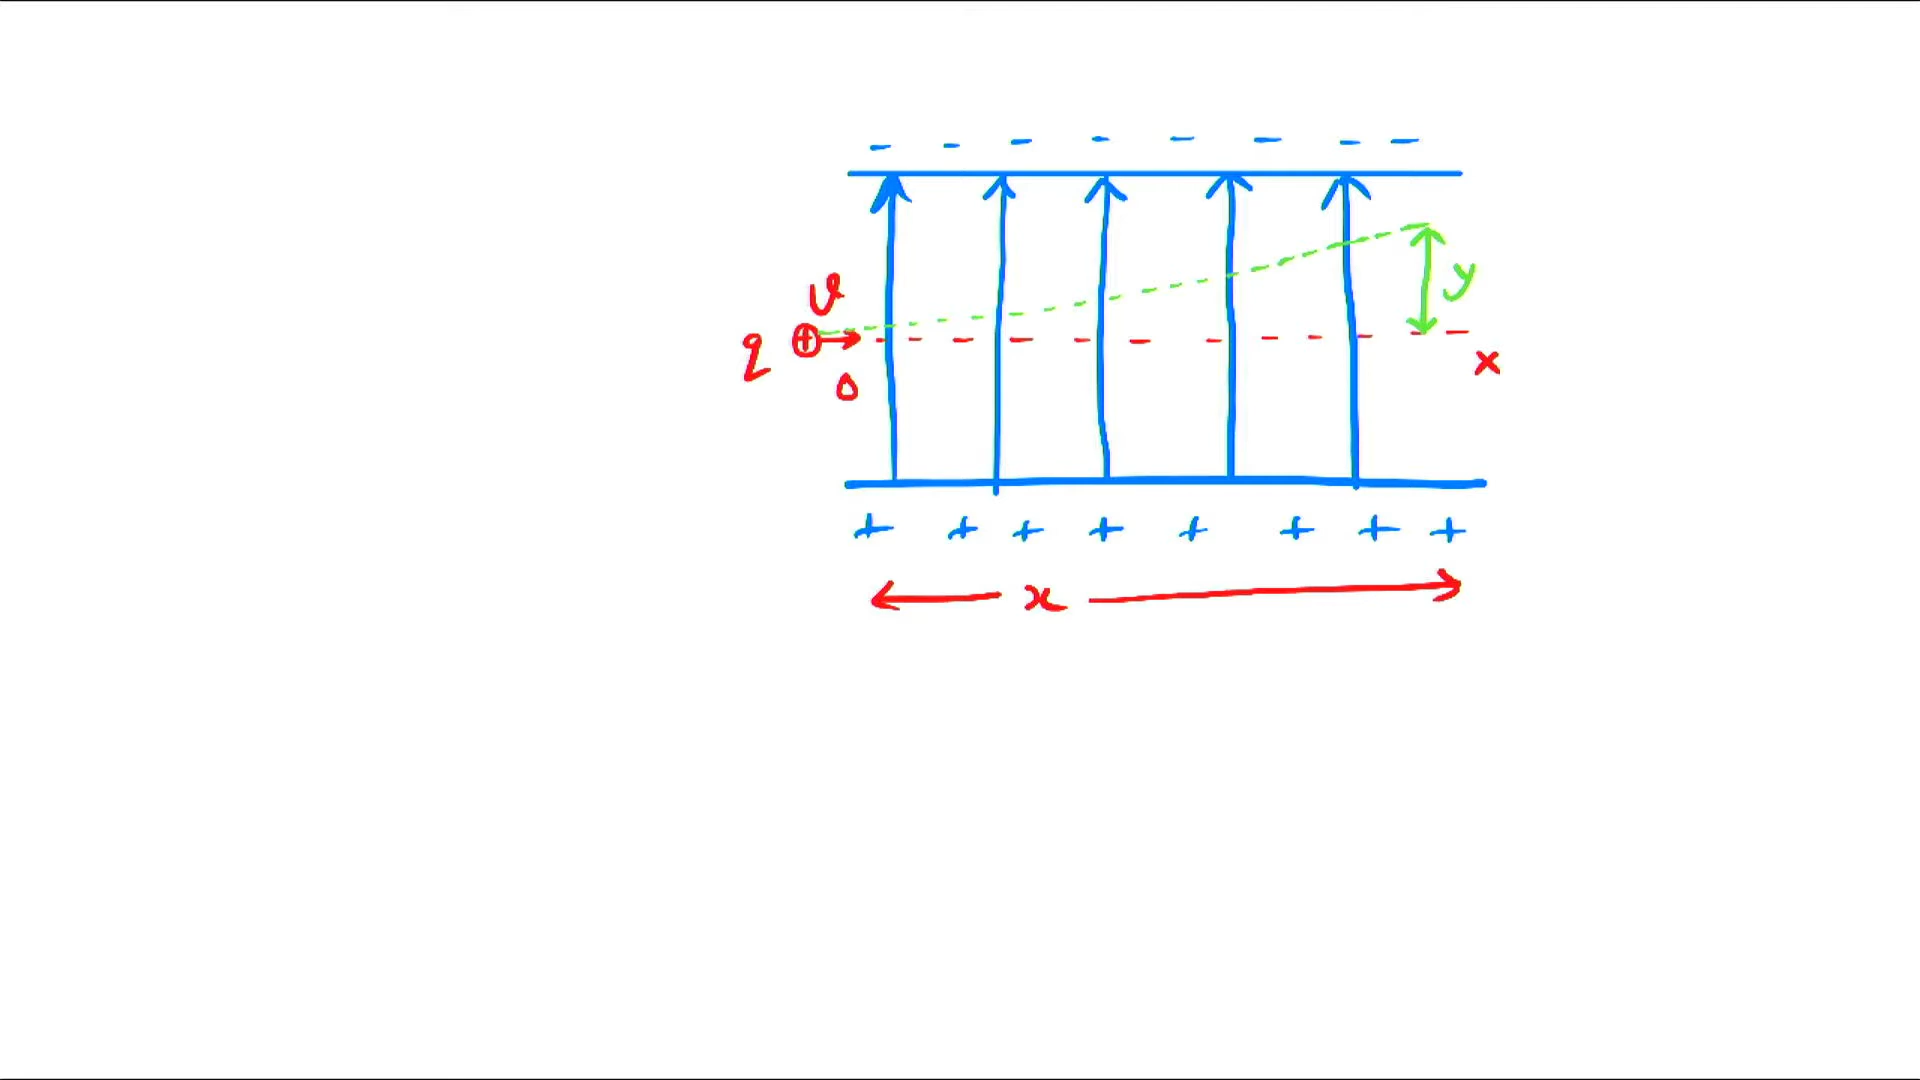 - - - - - - - -
y
v
q + x
0
+ + + + + + + +
x